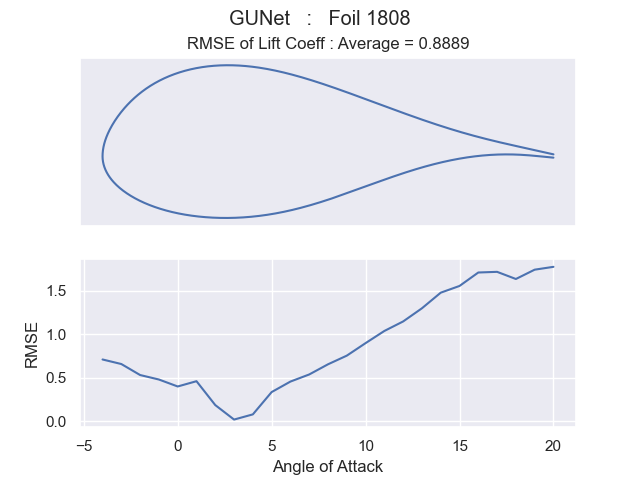 GUNet : Foil 1808
RMSE of Lift Coeff : Average = 0.8889
1.5
1.0
0.5
0.0
RMSE
−5 0 5 10 15 20
Angle of Attack